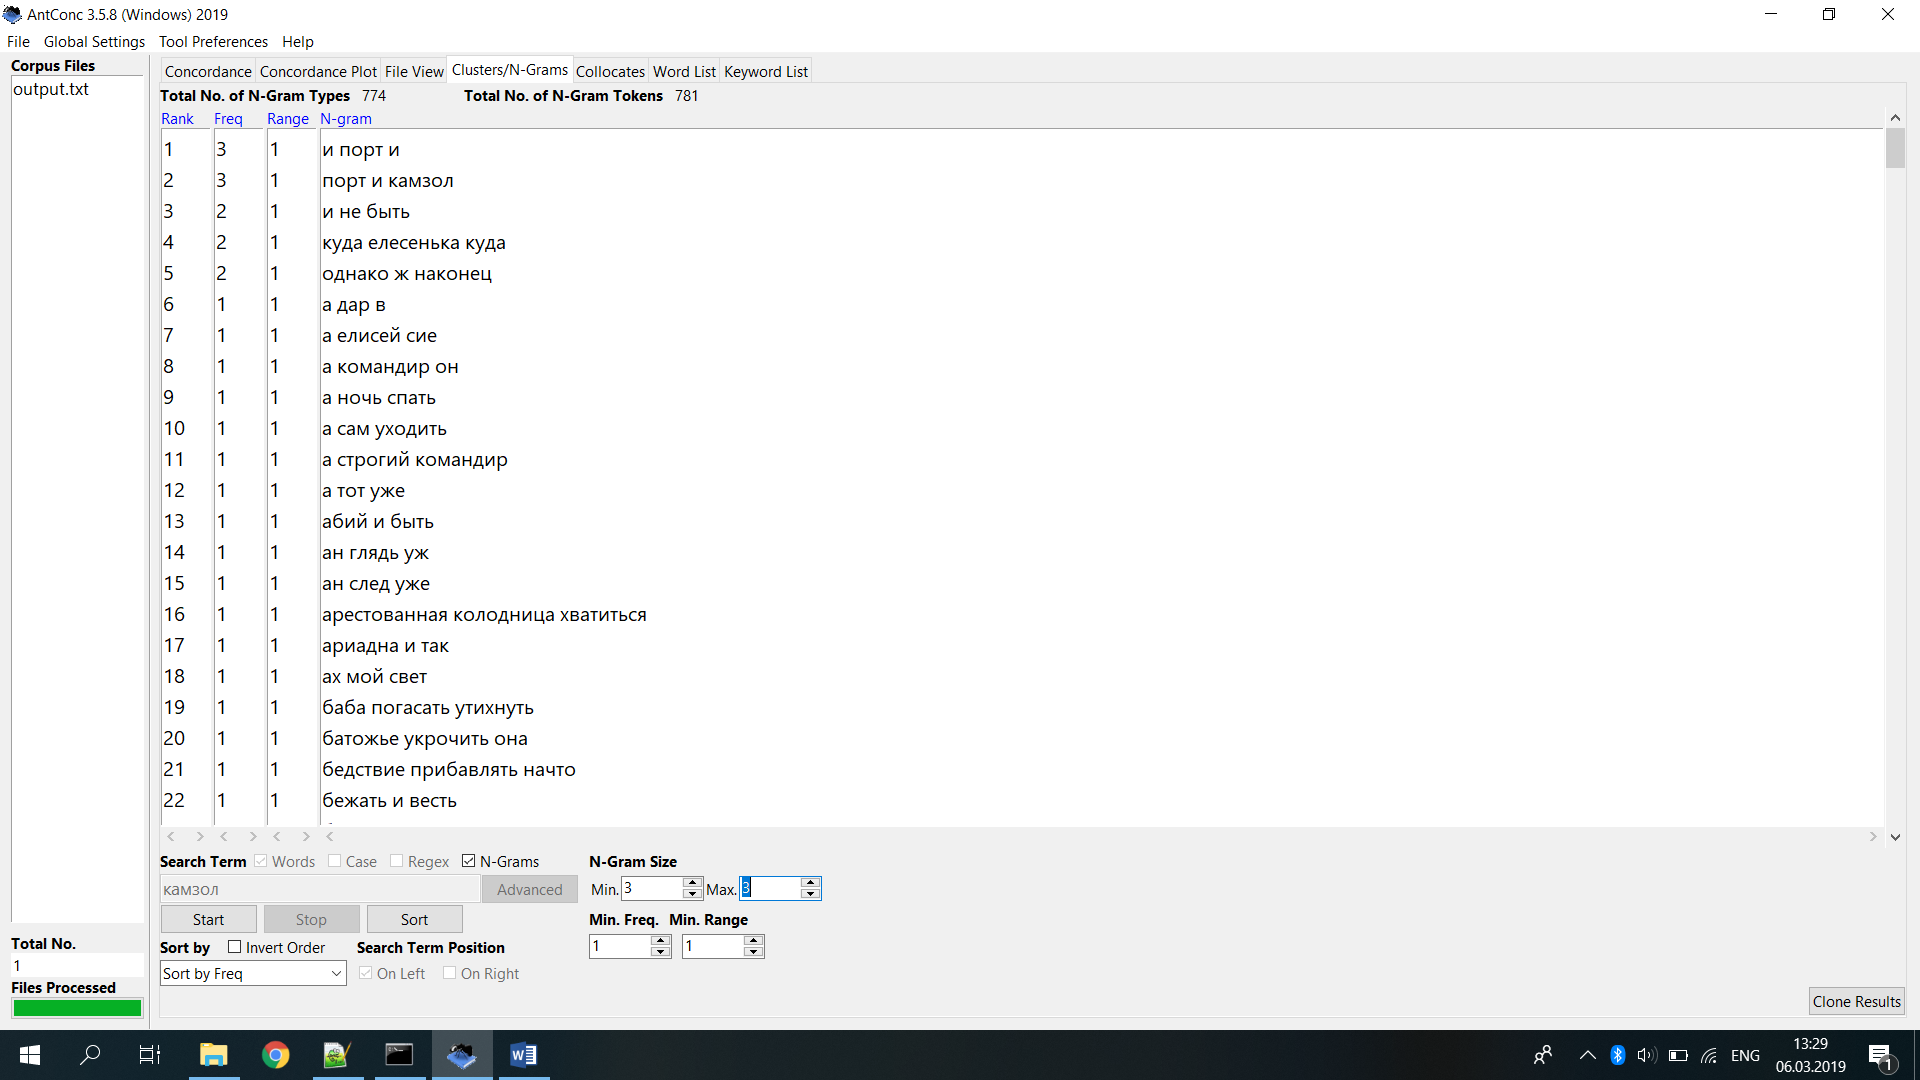 AntConc 3.5.8 (Windows) 2019
File Global Settings Tool Preferences Help
Corpus Files
output.txt
Concordance Concordance Plot File View Clusters/N-Grams Collocates Word List Keyword List
Total No. of N-Gram Types 774 Total No. of N-Gram Tokens 781
Rank Freq Range N-gram
1 3 1 и порт и
2 3 1 порт и камзол
3 2 1 и не быть
4 2 1 куда елесенька куда
5 2 1 однако ж наконец
6 1 1 а дар в
7 1 1 а елисей сие
8 1 1 а командир он
9 1 1 а ночь спать
10 1 1 а сам уходить
11 1 1 а строгий командир
12 1 1 а тот уже
13 1 1 абий и быть
14 1 1 ан глядь уж
15 1 1 ан след уже
16 1 1 арестованная колодница хватиться
17 1 1 ариадна и так
18 1 1 ах мой свет
19 1 1 баба погасать утихнуть
20 1 1 батожье укрочить она
21 1 1 бедствие прибавлять начто
22 1 1 бежать и весть
Search Term Words Case Regex N-Grams N-Gram Size
камзол Advanced Min. 3 Max. 3
Start Stop Sort Min. Freq. Min. Range
Sort by Invert Order Search Term Position 1 1
Sort by Freq On Left On Right
Total No.
1
Files Processed
Clone Results
ENG 13:29
06.03.2019
1